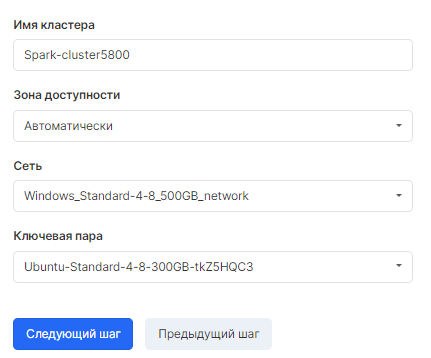 Имя кластера
Spark-cluster5800
Зона доступности
Автоматически
Сеть
Windows_Standard-4-8_500GB_network
Ключевая пара
Ubuntu-Standard-4-8-300GB-tkZ5HQC3
Следующий шаг Предыдущий шаг